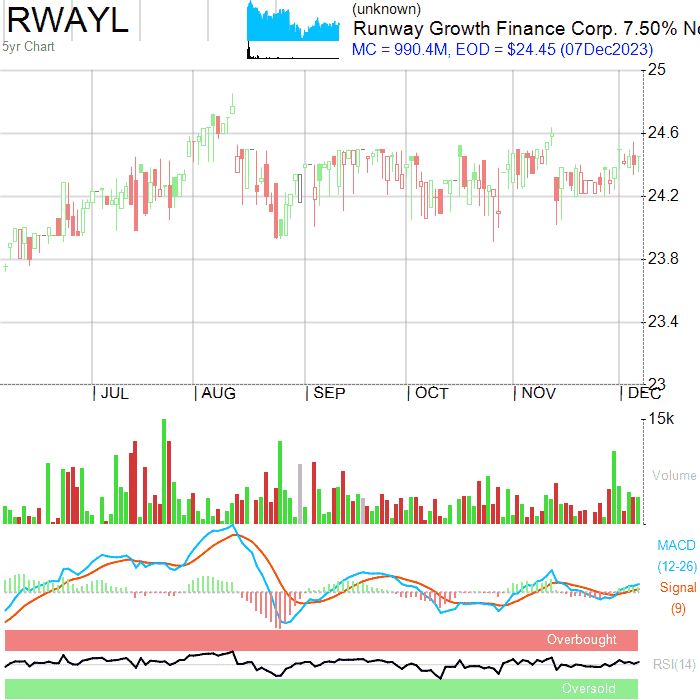 RWAYL
5yr Chart
(unknown)
Runway Growth Finance Corp. 7.50% No
MC = 990.4M, EOD = $24.45 (07Dec2023)
25
24.6
24.2
23.8
23.4
23
JUL AUG SEP OCT NOV DEC
15k
Volume
MACD
(12-26)
Signal
(9)
Overbought
RSI(14)
Oversold